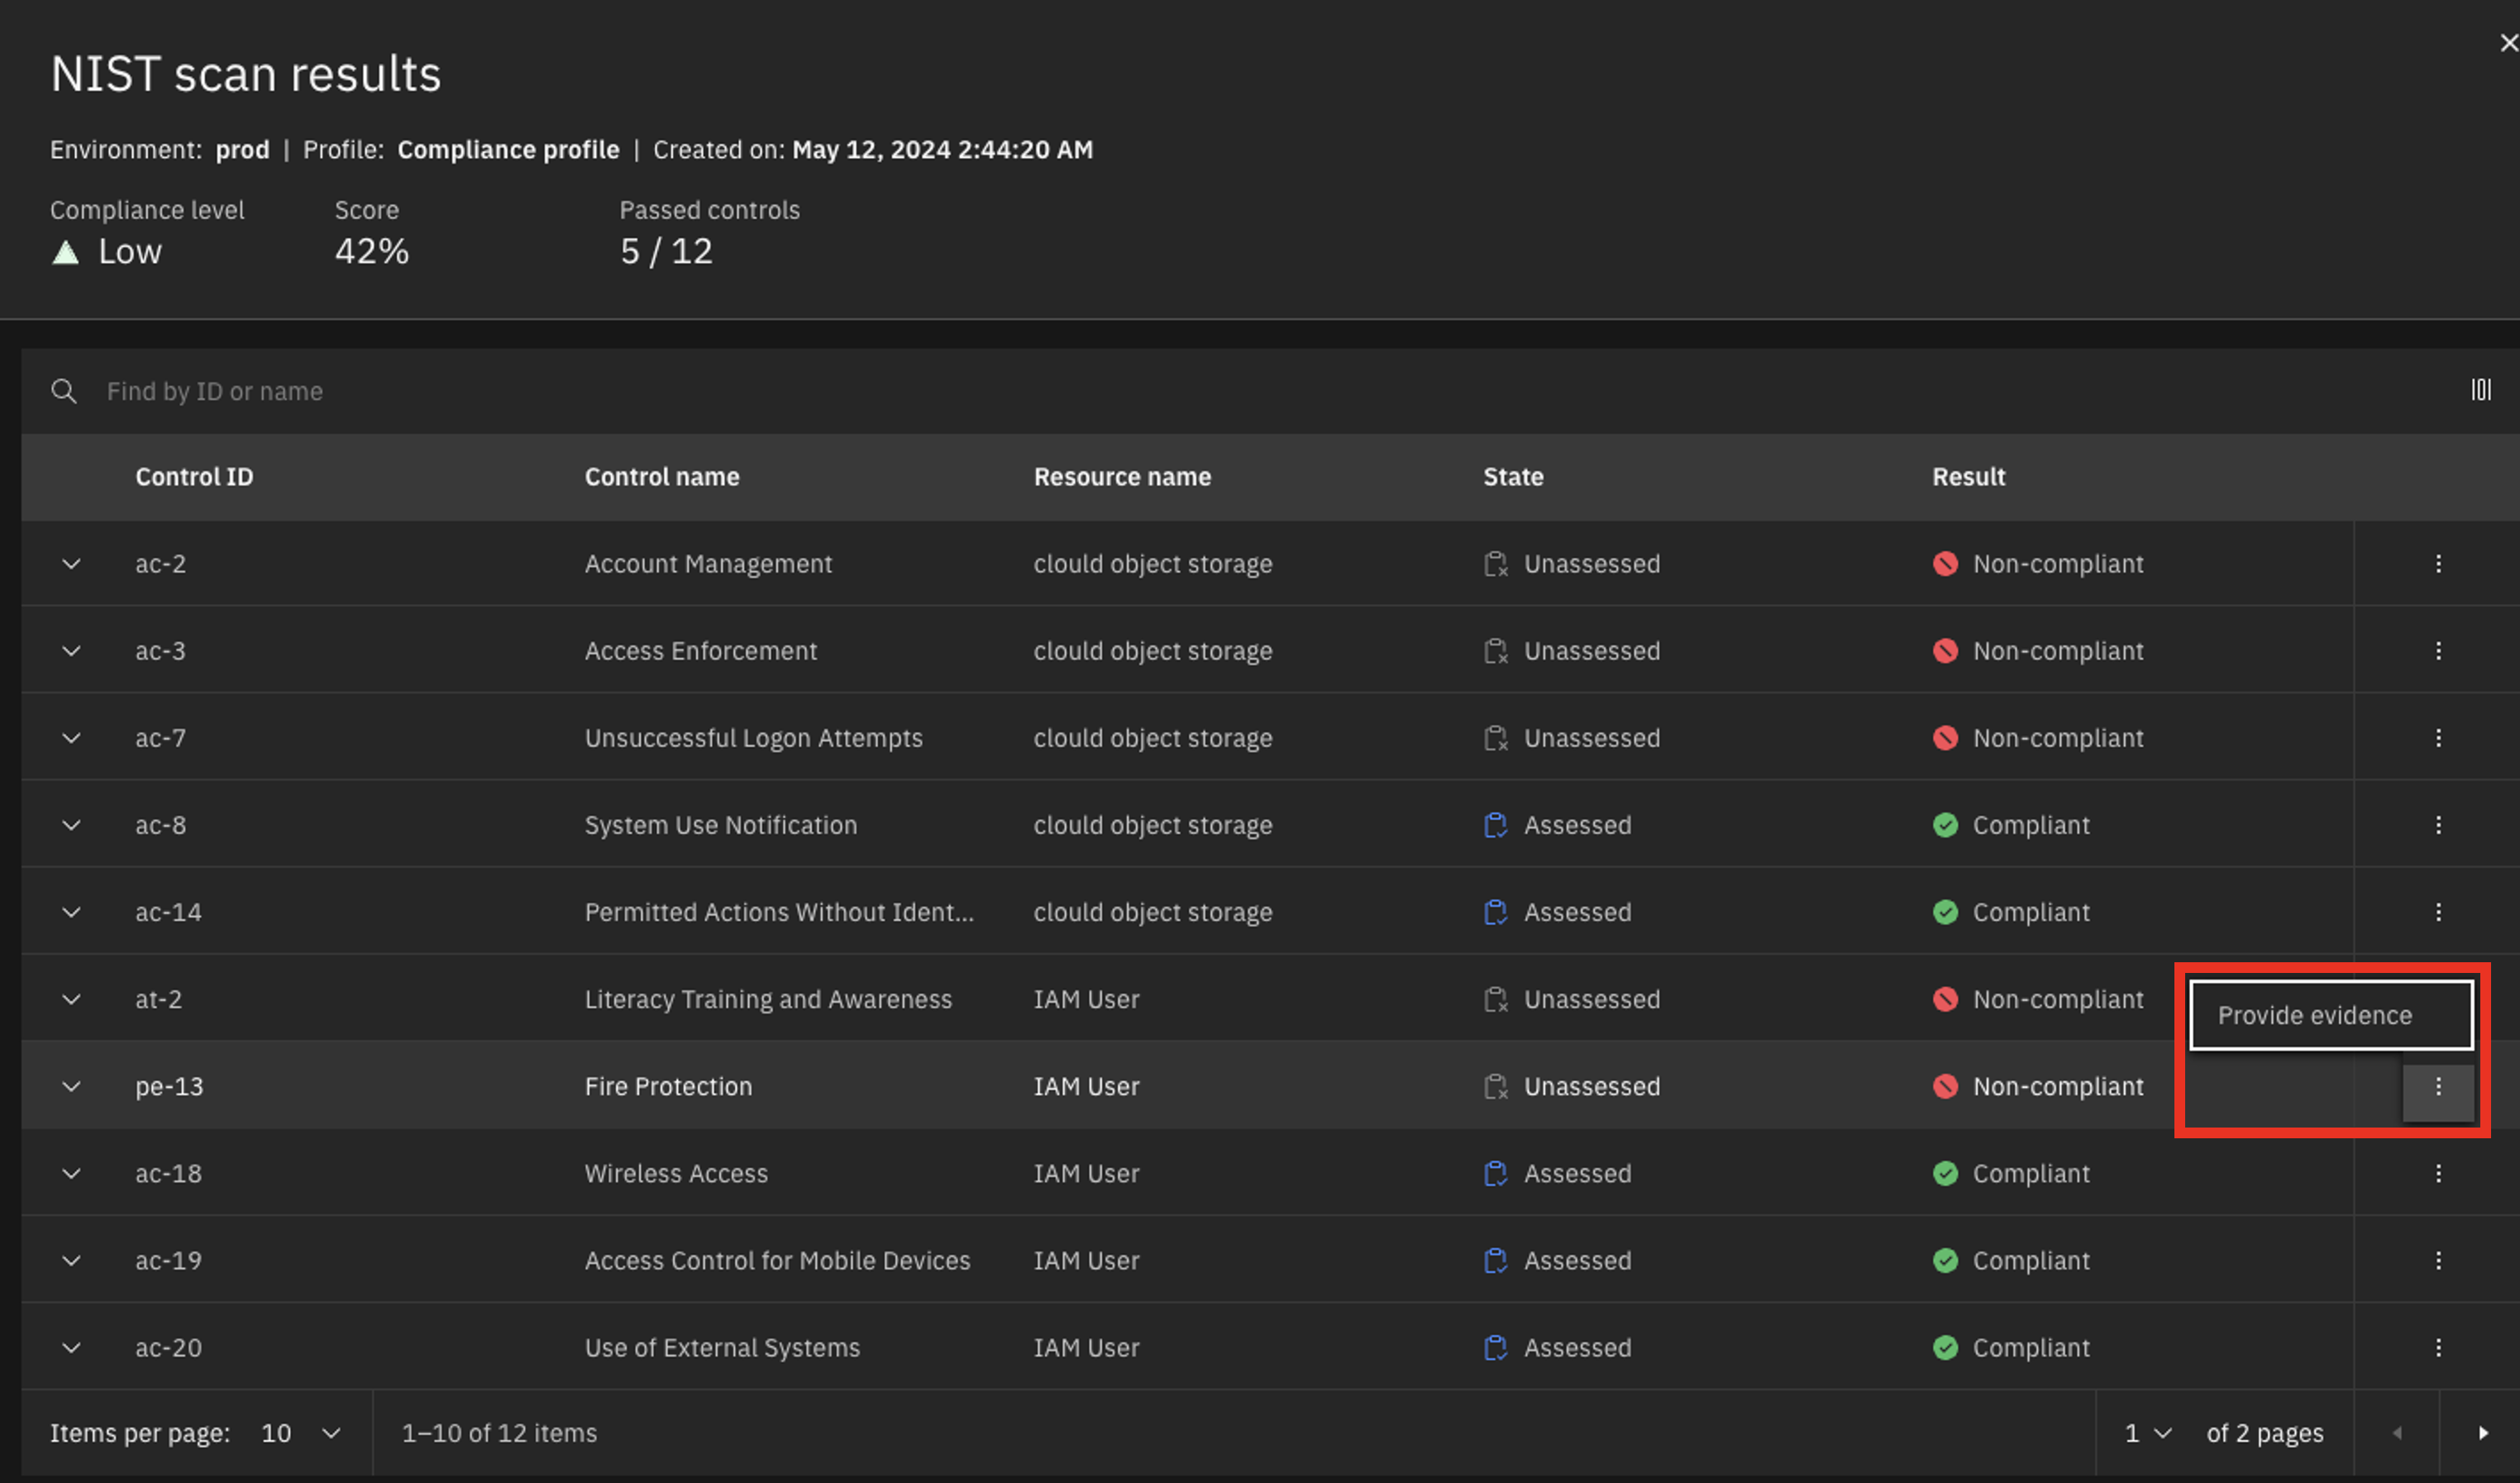 NIST scan results
Environment: prod | Profile: Compliance profile | Created on: May 12, 2024 2:44:20 AM
Compliance level Score Passed controls
Low 42% 5 / 12
Find by ID or name
Control ID Control name Resource name State Result
ac-2 Account Management clould object storage Unassessed Non-compliant
ac-3 Access Enforcement clould object storage Unassessed Non-compliant
ac-7 Unsuccessful Logon Attempts clould object storage Unassessed Non-compliant
ac-8 System Use Notification clould object storage Assessed Compliant
ac-14 Permitted Actions Without Ident... clould object storage Assessed Compliant
at-2 Literacy Training and Awareness IAM User Unassessed Non-compliant
Provide evidence
pe-13 Fire Protection IAM User Unassessed Non-compliant
ac-18 Wireless Access IAM User Assessed Compliant
ac-19 Access Control for Mobile Devices IAM User Assessed Compliant
ac-20 Use of External Systems IAM User Assessed Compliant
Items per page: 10 1–10 of 12 items 1 of 2 pages